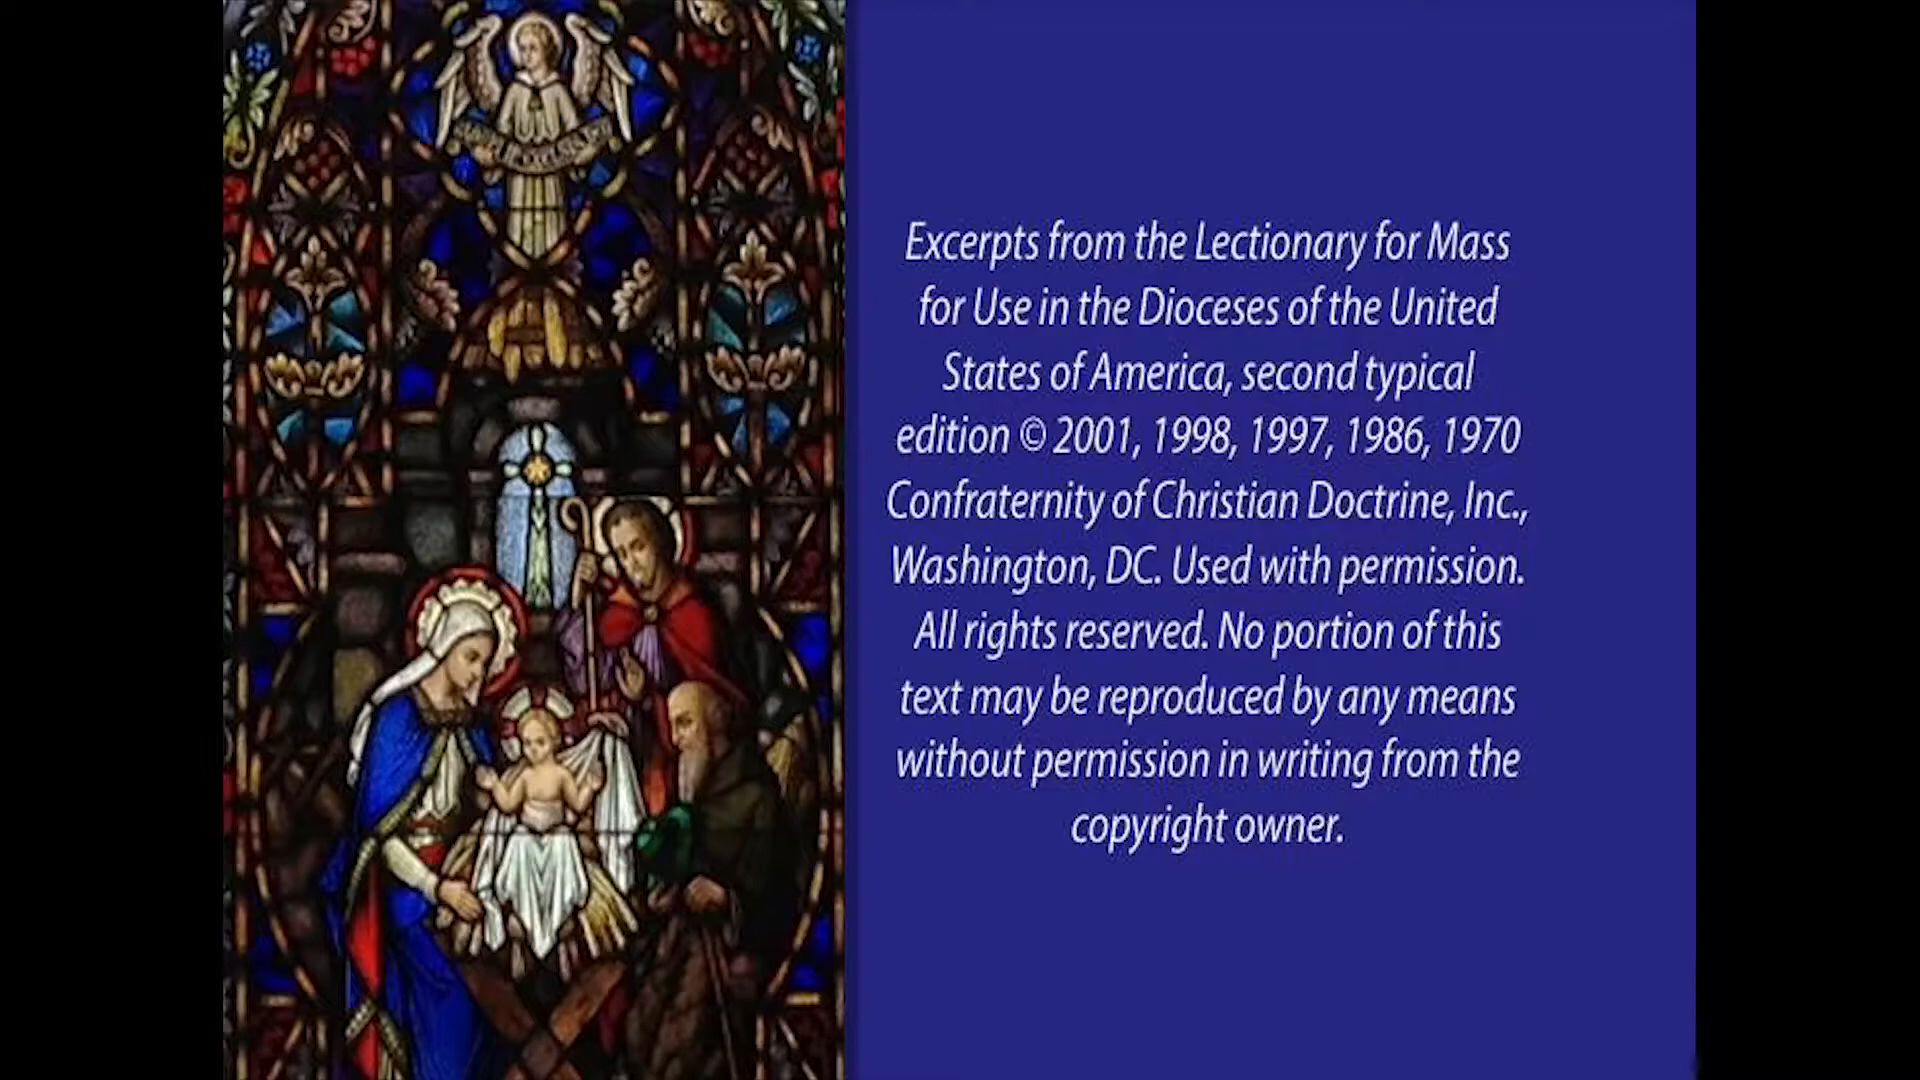 Excerpts from the Lectionary for Mass
for Use in the Dioceses of the United
States of America, second typical
edition © 2001, 1998, 1997, 1986, 1970
Confraternity of Christian Doctrine, Inc.,
Washington, DC. Used with permission.
All rights reserved. No portion of this
text may be reproduced by any means
without permission in writing from the
copyright owner.